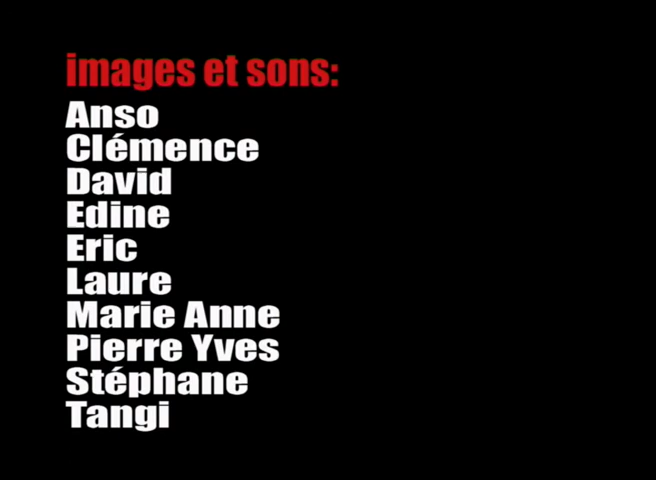 images et sons:
Anso
Clémence
David
Edine
Eric
Laure
Marie Anne
Pierre Yves
Stéphane
Tangi